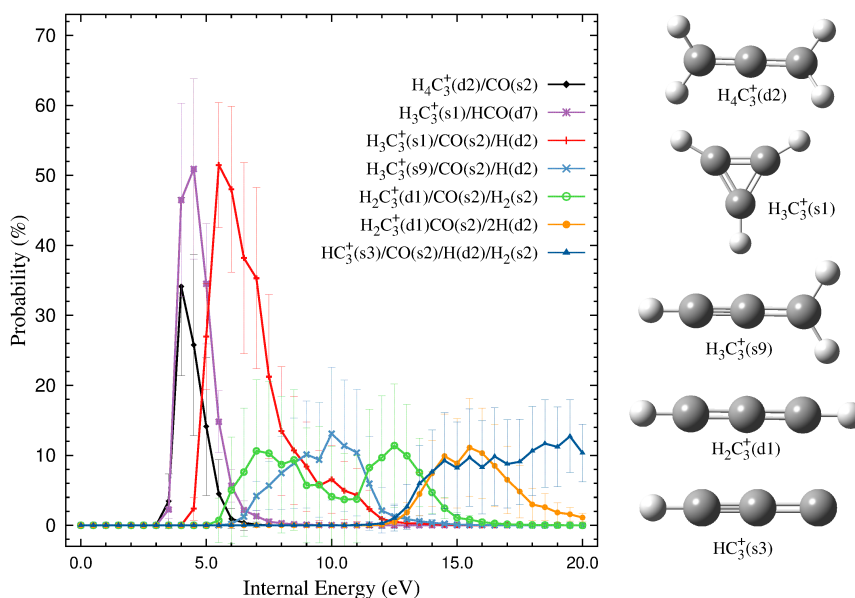 70
60
50
40
30
20
10
0
Probability (%)
0.0 5.0 10.0 15.0 20.0
Internal Energy (eV)
H₄C₃⁺(d2)/CO(s2)
H₃C₃⁺(s1)/HCO(d7)
H₃C₃⁺(s1)/CO(s2)/H(d2)
H₃C₃⁺(s9)/CO(s2)/H(d2)
H₂C₃⁺(d1)/CO(s2)/H₂(s2)
H₂C₃⁺(d1)CO(s2)/2H(d2)
HC₃⁺(s3)/CO(s2)/H(d2)/H₂(s2)
H₄C₃⁺(d2)
H₃C₃⁺(s1)
H₃C₃⁺(s9)
H₂C₃⁺(d1)
HC₃⁺(s3)